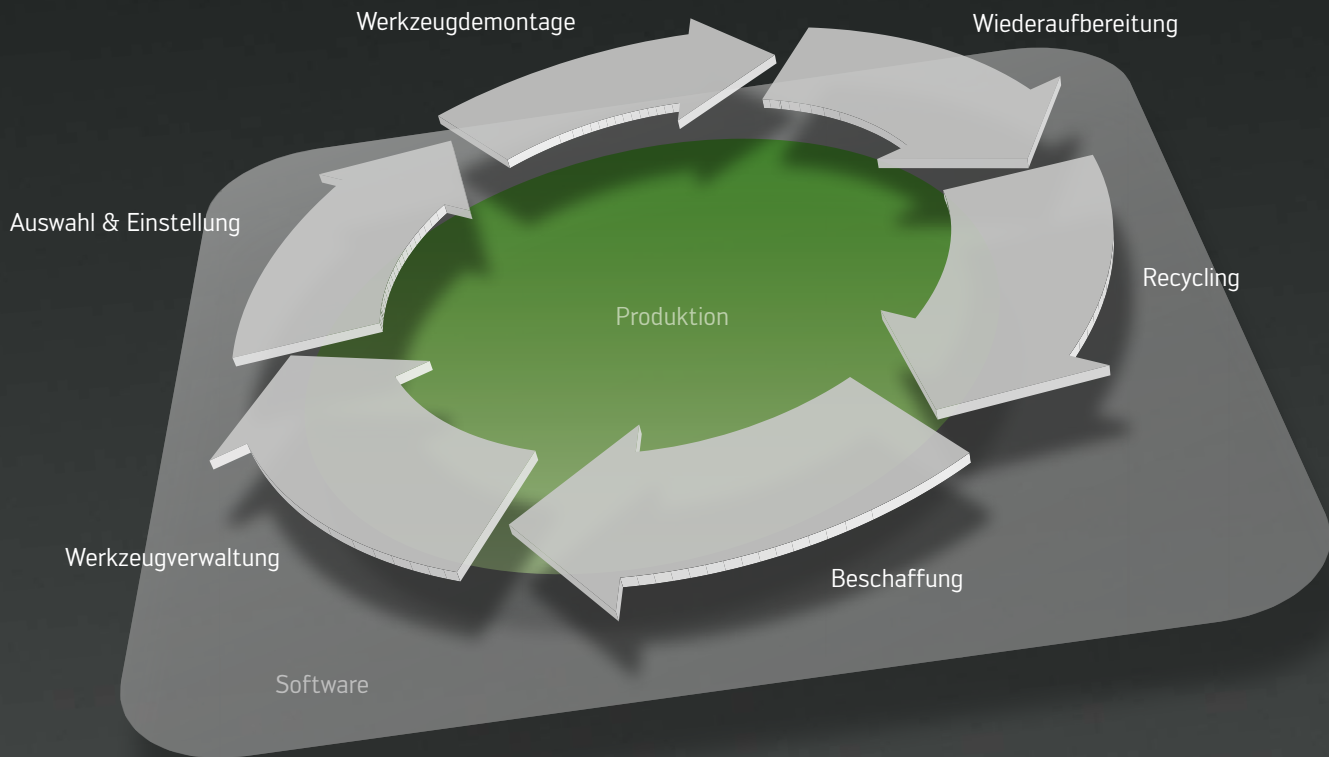 Werkzeugdemontage
Wiederaufbereitung
Auswahl & Einstellung
Recycling
Produktion
Werkzeugverwaltung
Beschaffung
Software